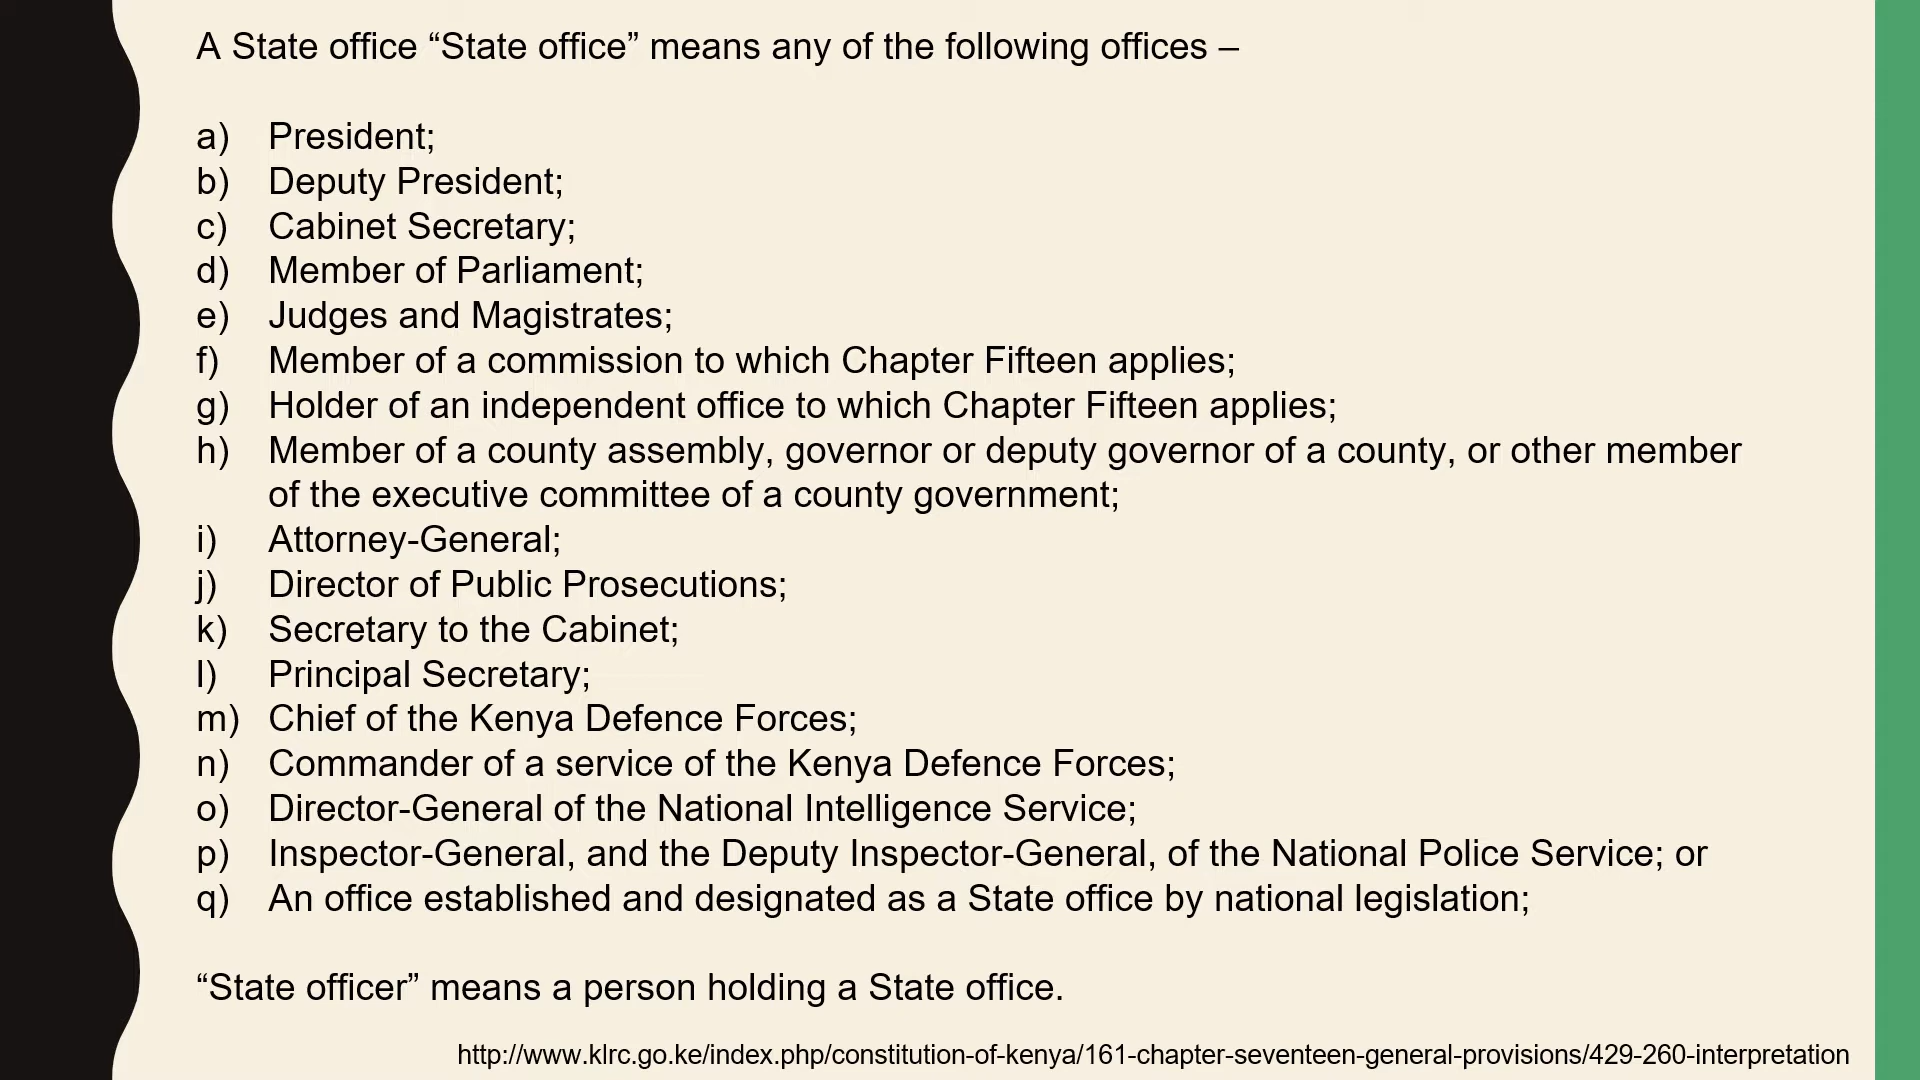 A State office “State office” means any of the following offices –
a) President;
b) Deputy President;
c) Cabinet Secretary;
d) Member of Parliament;
e) Judges and Magistrates;
f) Member of a commission to which Chapter Fifteen applies;
g) Holder of an independent office to which Chapter Fifteen applies;
h) Member of a county assembly, governor or deputy governor of a county, or other member
of the executive committee of a county government;
i) Attorney-General;
j) Director of Public Prosecutions;
k) Secretary to the Cabinet;
l) Principal Secretary;
m) Chief of the Kenya Defence Forces;
n) Commander of a service of the Kenya Defence Forces;
o) Director-General of the National Intelligence Service;
p) Inspector-General, and the Deputy Inspector-General, of the National Police Service; or
q) An office established and designated as a State office by national legislation;
“State officer” means a person holding a State office.
http://www.klrc.go.ke/index.php/constitution-of-kenya/161-chapter-seventeen-general-provisions/429-260-interpretation